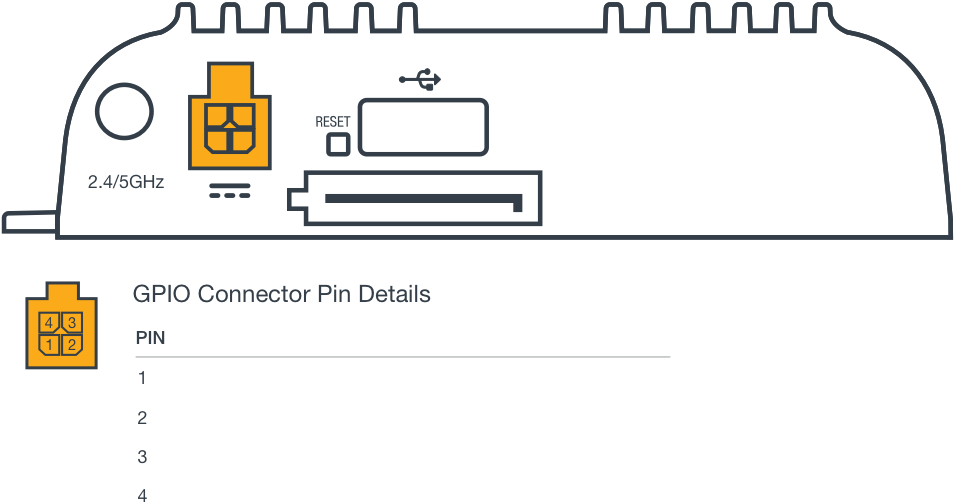 RESET
2.4/5GHz
GPIO Connector Pin Details
4 3
1 2
PIN
1
2
3
4